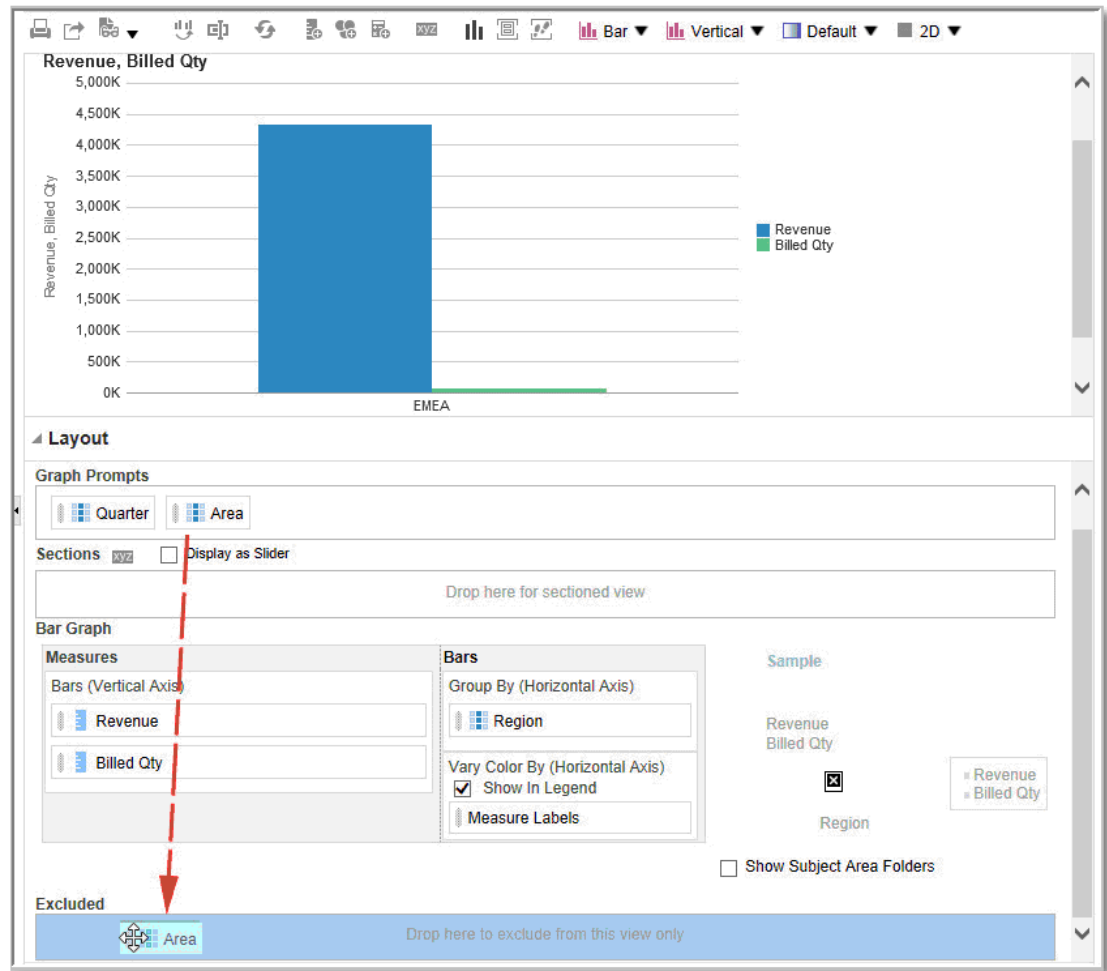 xyz Bar Vertical Default 2D
Revenue, Billed Qty
5,000K
4,500K
4,000K
3,500K
3,000K
2,500K
2,000K
1,500K
1,000K
500K
0K
Revenue, Billed Qty
EMEA
Revenue
Billed Qty
Layout
Graph Prompts
Quarter Area
Sections xyz Display as Slider
Drop here for sectioned view
Bar Graph
Measures
Bars (Vertical Axis)
Revenue
Billed Qty
Bars
Group By (Horizontal Axis)
Region
Vary Color By (Horizontal Axis)
Show In Legend
Measure Labels
Sample
Revenue
Billed Qty
Revenue
Billed Qty
Region
Show Subject Area Folders
Excluded
Area Drop here to exclude from this view only